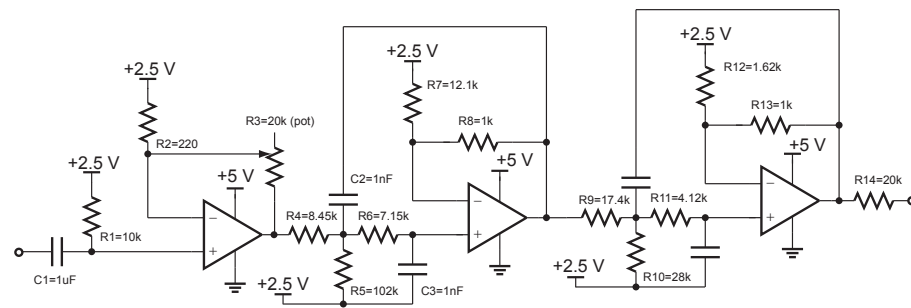 +2.5 V
R2=220
R3=20k (pot)
+2.5 V
R1=10k
C1=1uF
+5 V
−
+
R4=8.45k
C2=1nF
R6=7.15k
R5=102k
+2.5 V
C3=1nF
+2.5 V
R7=12.1k
R8=1k
+5 V
−
+
R9=17.4k
R11=4.12k
R10=28k
+2.5 V
+2.5 V
R12=1.62k
R13=1k
+5 V
−
+
R14=20k